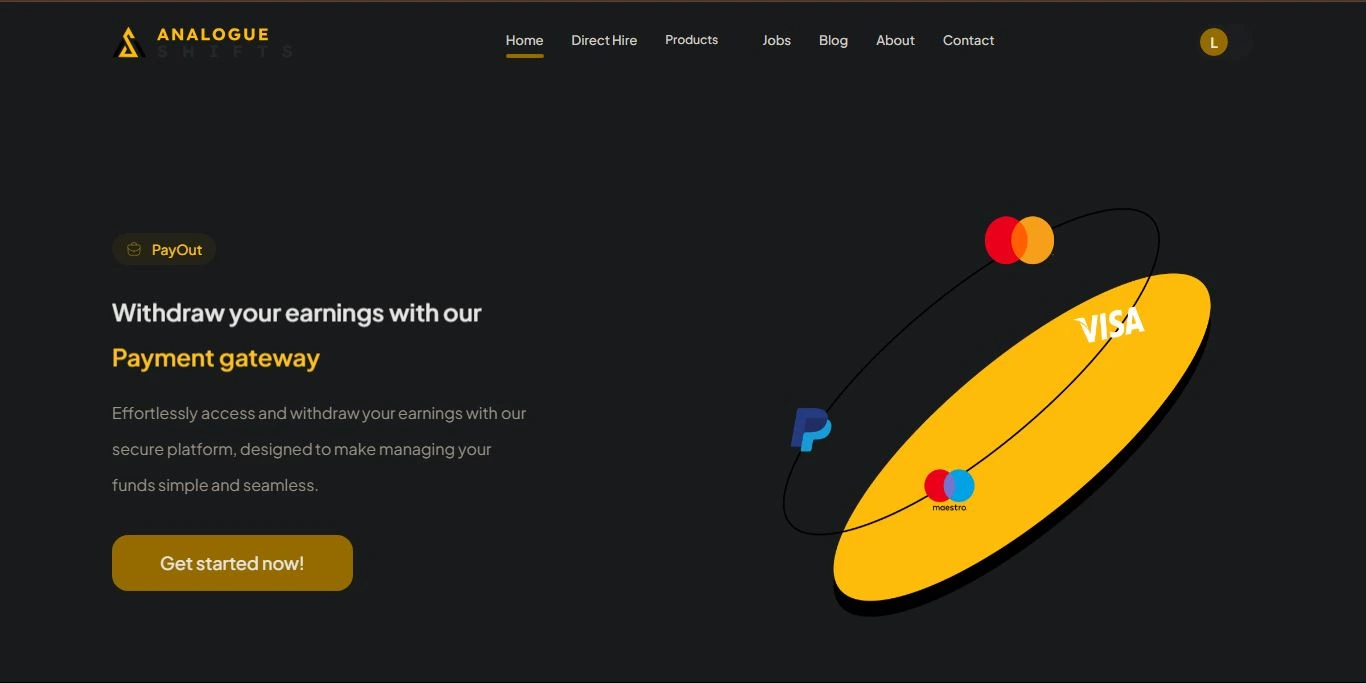 ANALOGUE
SHIFTS
Home Direct Hire Products Jobs Blog About Contact
L
PayOut
Withdraw your earnings with our
Payment gateway
Effortlessly access and withdraw your earnings with our
secure platform, designed to make managing your
funds simple and seamless.
Get started now!
VISA
maestro